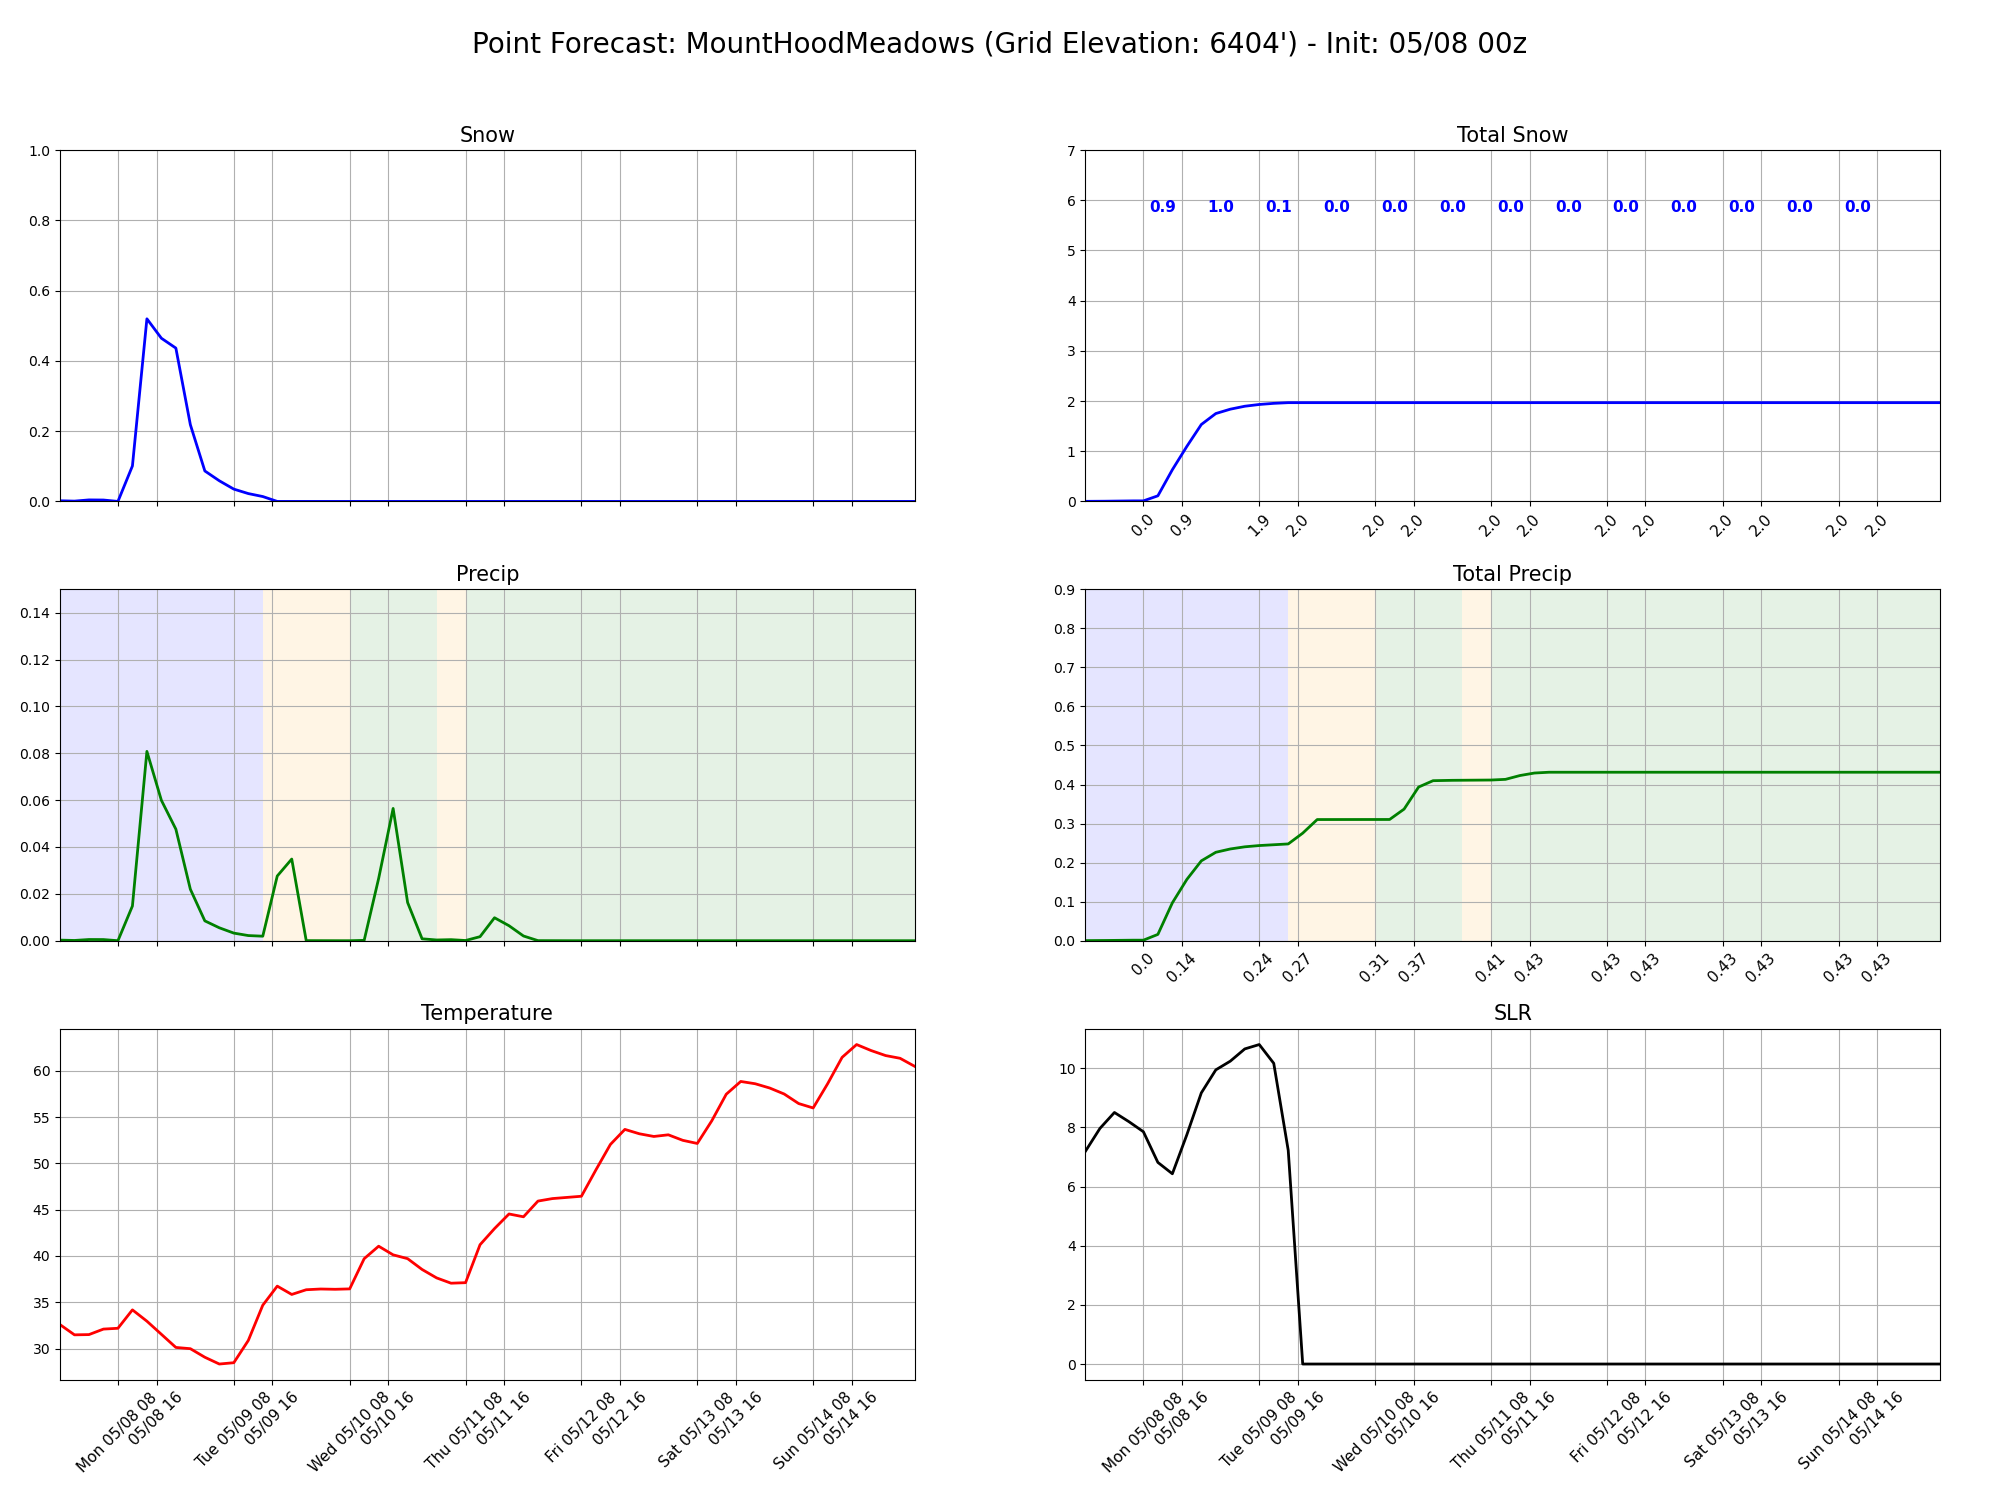 Point Forecast: MountHoodMeadows (Grid Elevation: 6404') - Init: 05/08 00z
Snow
1.0
0.8
0.6
0.4
0.2
0.0
Total Snow
7
6
5
4
3
2
1
0
0.9 1.0 0.1 0.0 0.0 0.0 0.0 0.0 0.0 0.0 0.0 0.0 0.0
0.0 0.9 1.9 2.0 2.0 2.0 2.0 2.0 2.0 2.0 2.0 2.0 2.0 2.0
Precip
0.14
0.12
0.10
0.08
0.06
0.04
0.02
0.00
Total Precip
0.9
0.8
0.7
0.6
0.5
0.4
0.3
0.2
0.1
0.0
0.0 0.14 0.24 0.27 0.31 0.37 0.41 0.43 0.43 0.43 0.43 0.43 0.43 0.43
Temperature
60
55
50
45
40
35
30
Mon 05/08 08
05/08 16
Tue 05/09 08
05/09 16
Wed 05/10 08
05/10 16
Thu 05/11 08
05/11 16
Fri 05/12 08
05/12 16
Sat 05/13 08
05/13 16
Sun 05/14 08
05/14 16
SLR
10
8
6
4
2
0
Mon 05/08 08
05/08 16
Tue 05/09 08
05/09 16
Wed 05/10 08
05/10 16
Thu 05/11 08
05/11 16
Fri 05/12 08
05/12 16
Sat 05/13 08
05/13 16
Sun 05/14 08
05/14 16